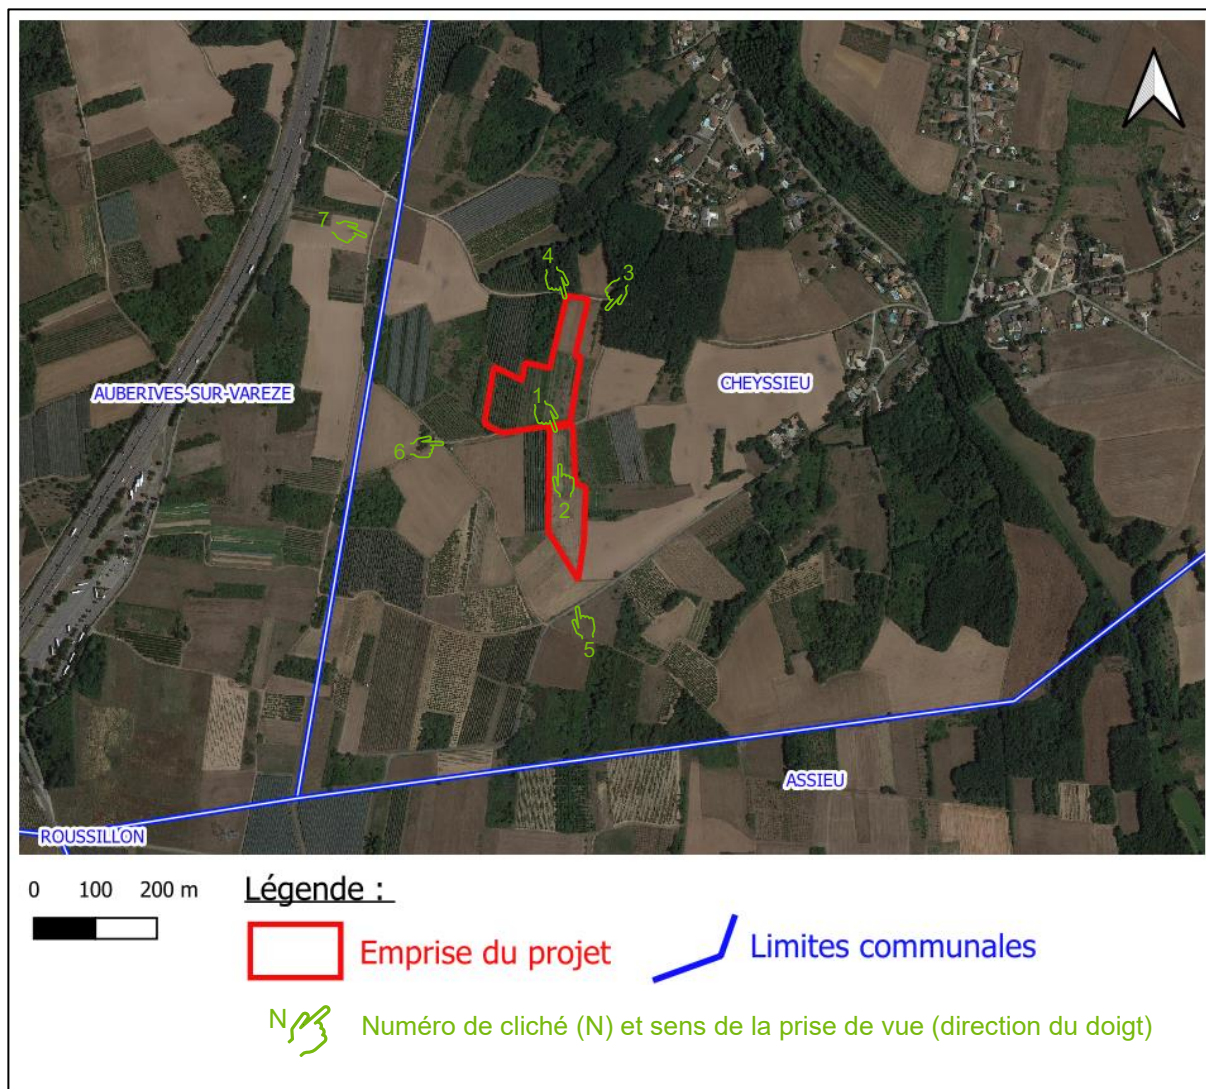 7
4
3
AUBERIVES-SUR-VAREZE
CHEYSSIEU
1
6
2
5
ASSIEU
ROUSSILLON
0 100 200 m
Légende :
Emprise du projet
Limites communales
N
Numéro de cliché (N) et sens de la prise de vue (direction du doigt)